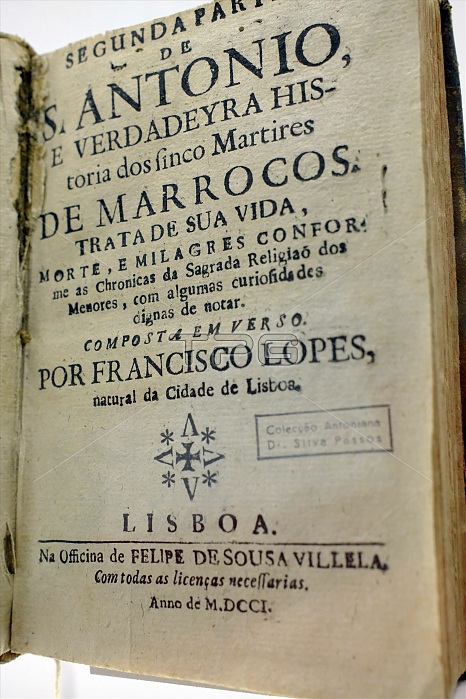 SEGUNDA PARTE
DE
S. ANTONIO,
E VERDADEYRA HIS-
toria dos ſinco Martires
DE MARROCOS.
TRATA DE SUA VIDA,
MORTE, E MILAGRES CONFOR-
me as Chronicas da Sagrada Religiaõ dos
Menores, com algumas curioſidades
dignas de notar.
COMPOSTA EM VERSO.
POR FRANCISCO LOPES,
natural da Cidade de Lisboa.
Colecção Antoniana
Dr. Silva Passos
LISBOA.
Na Officina de FELIPE DE SOUSA VILLELA.
Com todas as licenças neceſſarias.
Anno de M.DCCI.